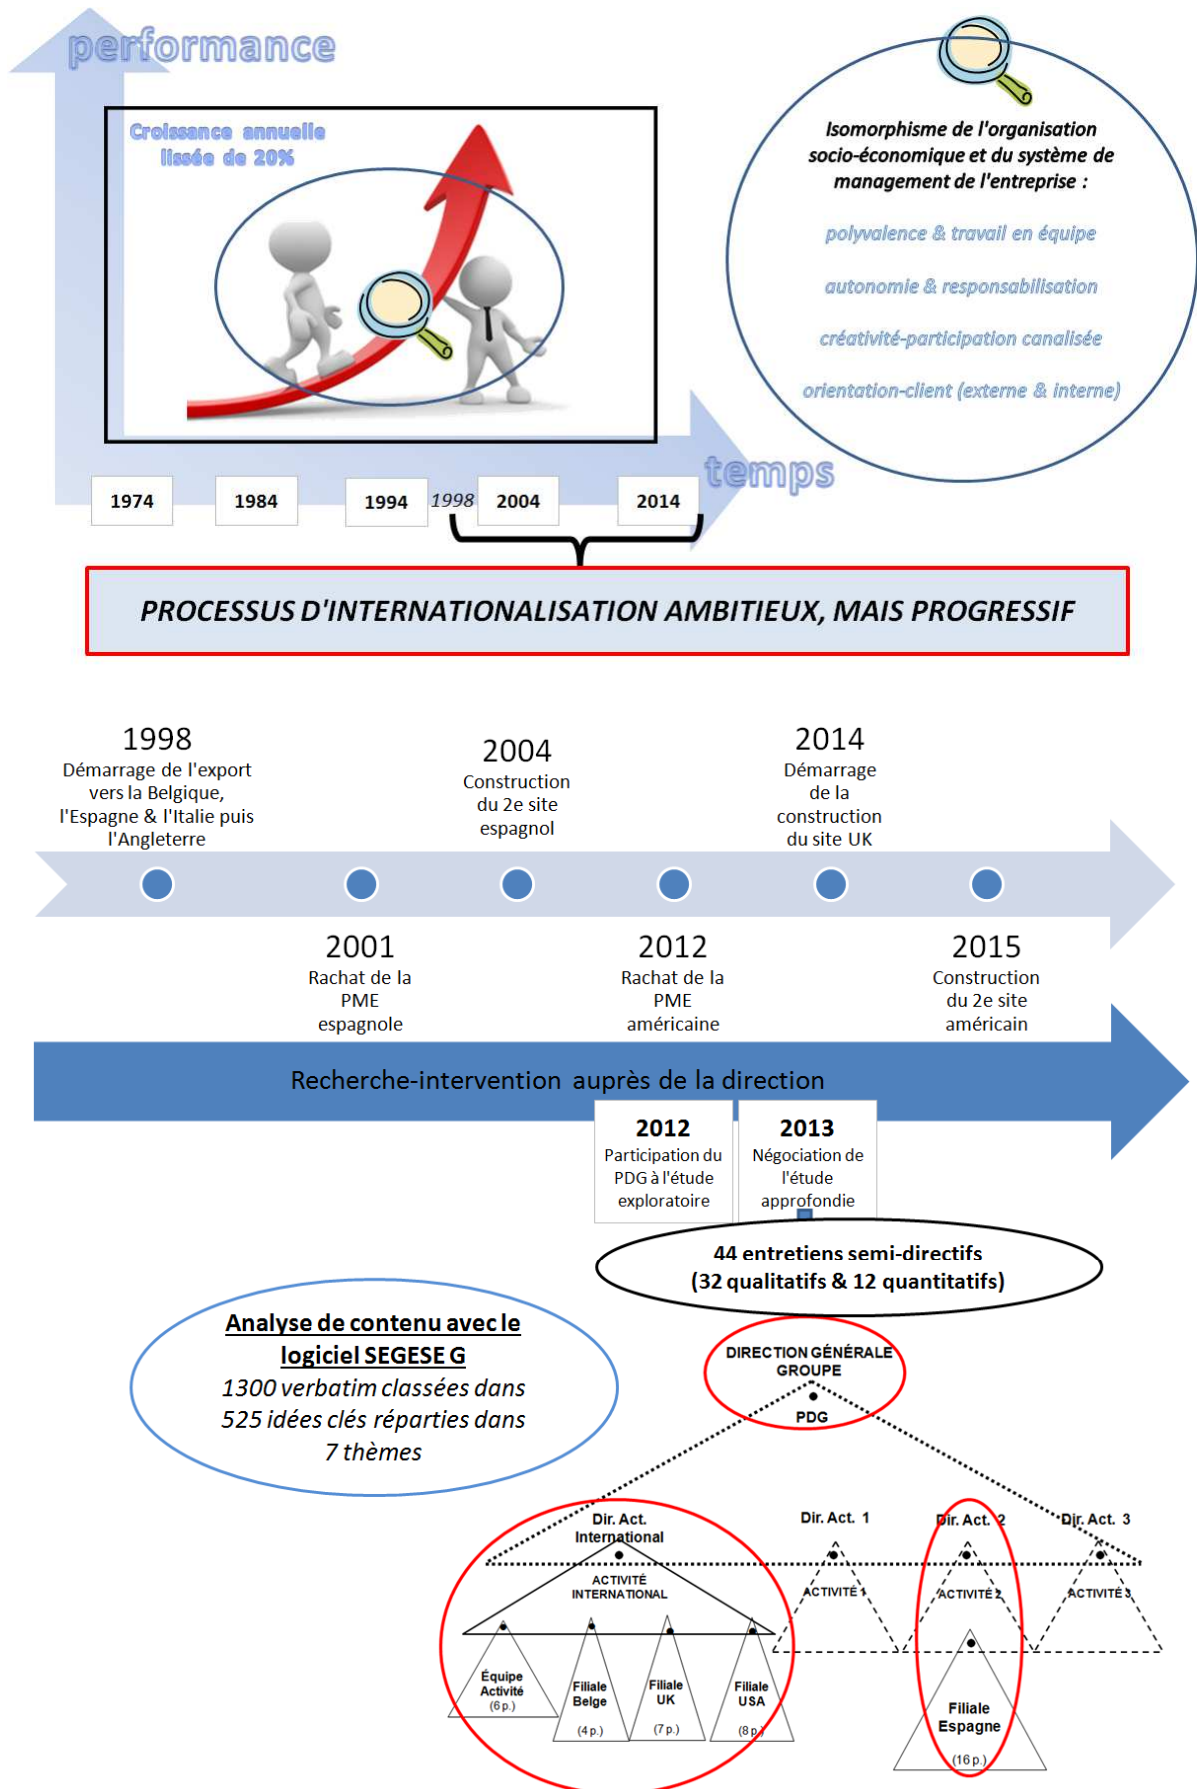 performance
Croissance annuelle
lissée de 20%
Isomorphisme de l'organisation
socio-économique et du système de
management de l'entreprise :
polyvalence & travail en équipe
autonomie & responsabilisation
créativité-participation canalisée
orientation-client (externe & interne)
temps
1974
1984
1994
1998
2004
2014
PROCESSUS D'INTERNATIONALISATION AMBITIEUX, MAIS PROGRESSIF
1998
Démarrage de l'export
vers la Belgique,
l'Espagne & l'Italie puis
l'Angleterre
2004
Construction
du 2e site
espagnol
2014
Démarrage
de la
construction
du site UK
2001
Rachat de la
PME
espagnole
2012
Rachat de la
PME
américaine
2015
Construction
du 2e site
américain
Recherche-intervention auprès de la direction
2012
Participation du
PDG à l'étude
exploratoire
2013
Négociation de
l'étude
approfondie
44 entretiens semi-directifs
(32 qualitatifs & 12 quantitatifs)
Analyse de contenu avec le
logiciel SEGESE G
1300 verbatim classées dans
525 idées clés réparties dans
7 thèmes
DIRECTION GÉNÉRALE
GROUPE
PDG
Dir. Act.
International
Dir. Act. 1
Dir. Act. 2
Dir. Act. 3
ACTIVITÉ
INTERNATIONAL
ACTIVITÉ 1
ACTIVITÉ 2
ACTIVITÉ 3
Équipe
Activité
(6 p.)
Filiale
Belge
(4 p.)
Filiale
UK
(7 p.)
Filiale
USA
(8 p.)
Filiale
Espagne
(16 p.)